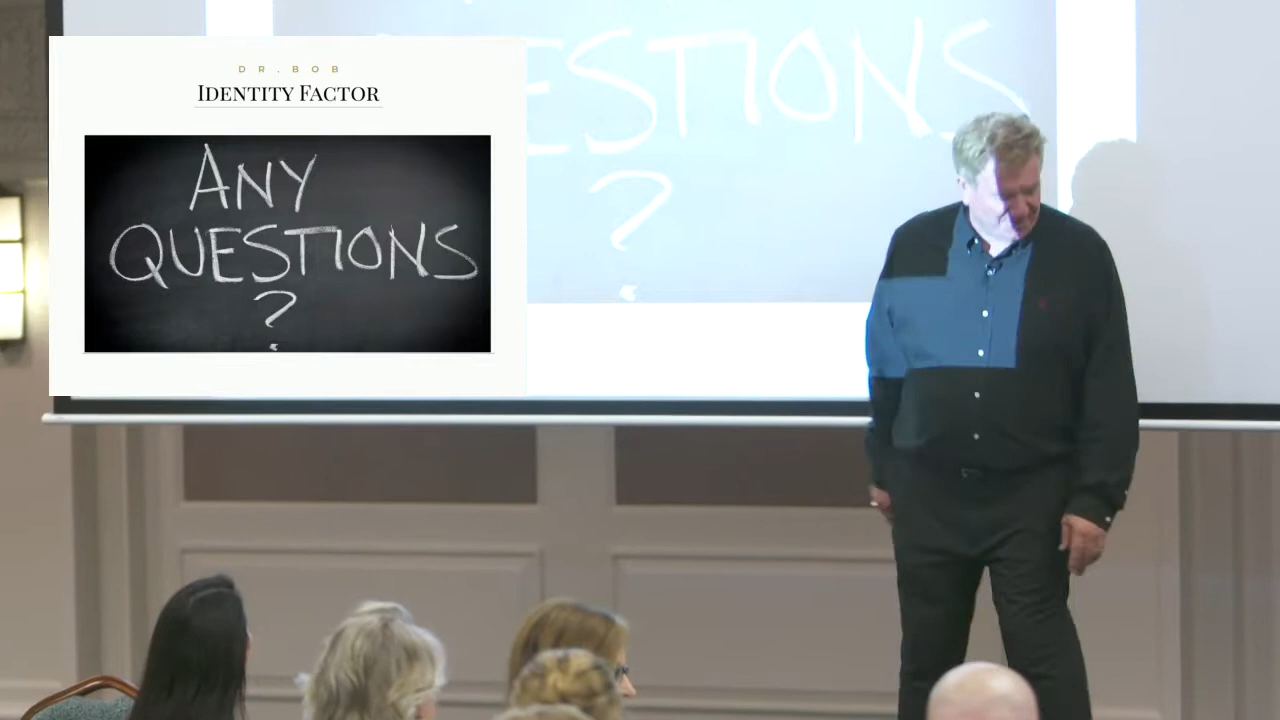 DR.BOB
IDENTITY FACTOR
ANY
QUESTIONS
?
ESTIONS
?